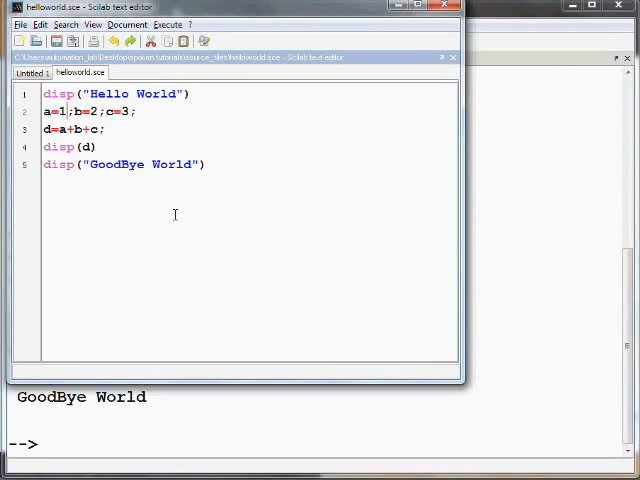 helloworld.sce - Scilab text editor
File Edit Search View Document Execute ?
C:\Users\automation_lab\Desktop\spoken tutorials\source_files\helloworld.sce - Scilab text editor
Untitled 1 helloworld.sce
1 disp("Hello World")
2 a=1;b=2;c=3;
3 d=a+b+c;
4 disp(d)
5 disp("GoodBye World")
GoodBye World
-->